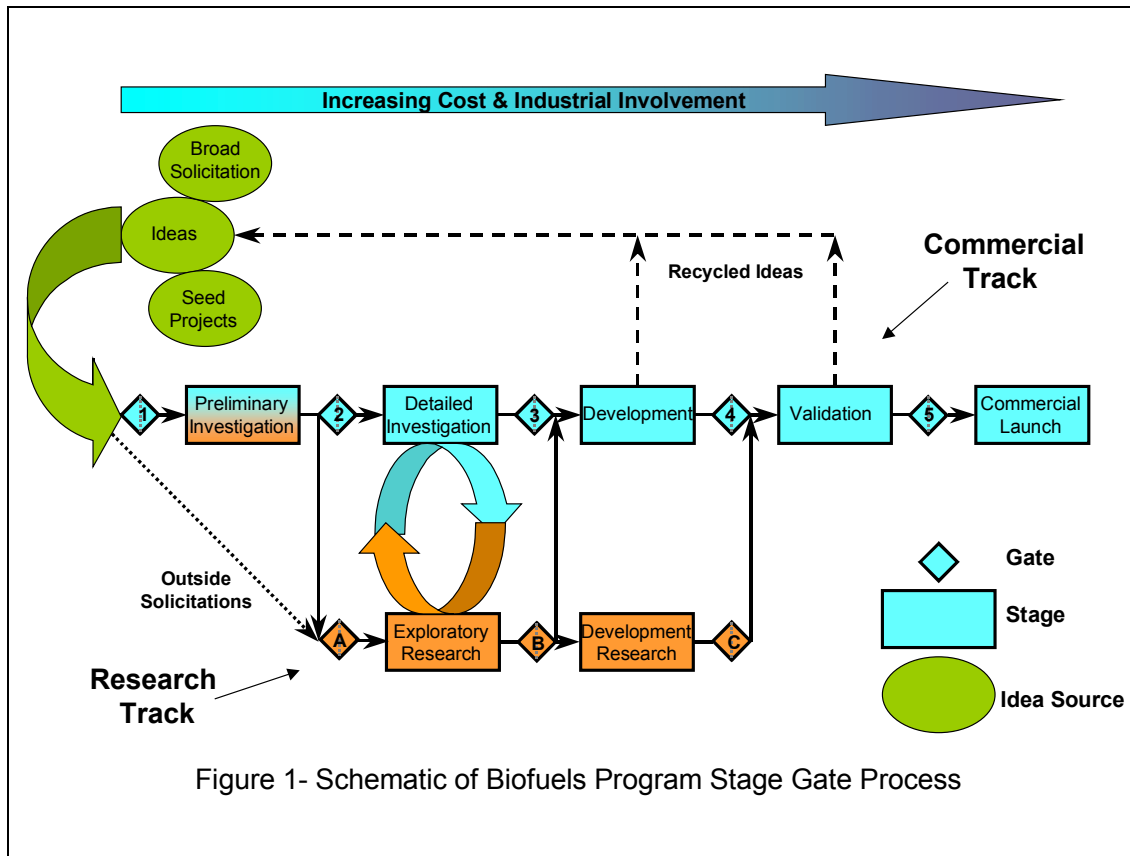 Increasing Cost & Industrial Involvement
Broad
Solicitation
Ideas
Seed
Projects
Recycled Ideas
Commercial
Track
1
Preliminary
Investigation
2
Detailed
Investigation
3
Development
4
Validation
5
Commercial
Launch
Outside
Solicitations
A
Exploratory
Research
B
Development
Research
C
Research
Track
Gate
Stage
Idea Source
Figure 1- Schematic of Biofuels Program Stage Gate Process